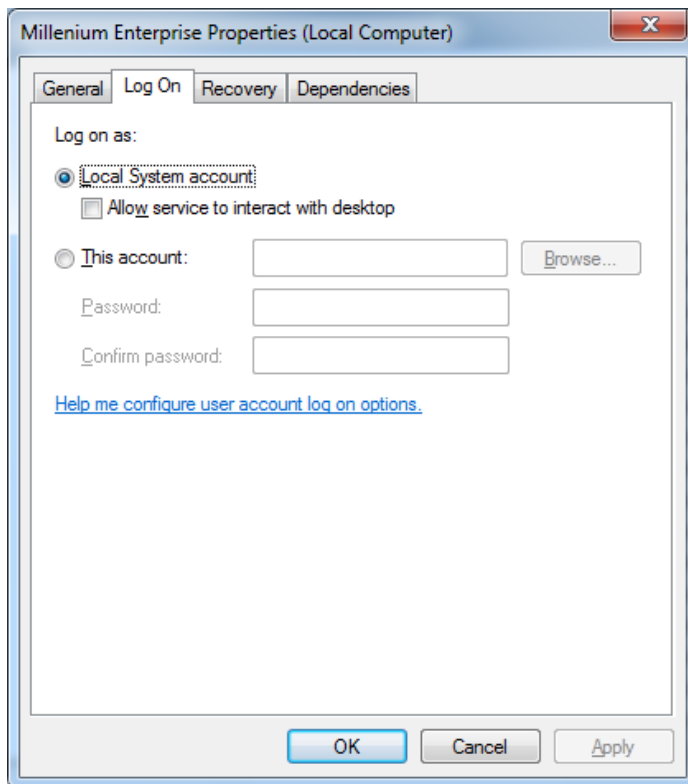 Millenium Enterprise Properties (Local Computer)
General Log On Recovery Dependencies
Log on as:
Local System account
Allow service to interact with desktop
This account: Browse...
Password:
Confirm password:
Help me configure user account log on options.
OK Cancel Apply